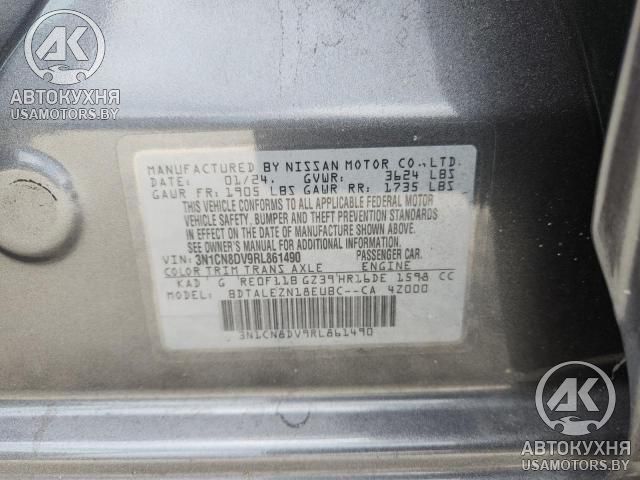 АВТОКУХНЯ
USAMOTORS.BY
АВТОКУХНЯ
USAMOTORS.BY
MANUFACTURED BY NISSAN MOTOR CO.,LTD.
DATE: 01/24. GVWR: 3624 LBS
GAWR FR: 1905 LBS GAWR RR: 1735 LBS
THIS VEHICLE CONFORMS TO ALL APPLICABLE FEDERAL MOTOR
VEHICLE SAFETY, BUMPER AND THEFT PREVENTION STANDARDS
IN EFFECT ON THE DATE OF MANUFACTURE SHOWN ABOVE.
SEE OWNER'S MANUAL FOR ADDITIONAL INFORMATION.
VIN: 3N1CN8DV9RL861490 PASSENGER CAR.
COLOR TRIM TRANS AXLE ENGINE
KAD G RE0F11B GZ39 HR16DE 1598 CC
MODEL: BDTALEZN18EUBC--CA 4Z000
3N1CN8DV9RL861490
АВТОКУХНЯ
USAMOTORS.BY